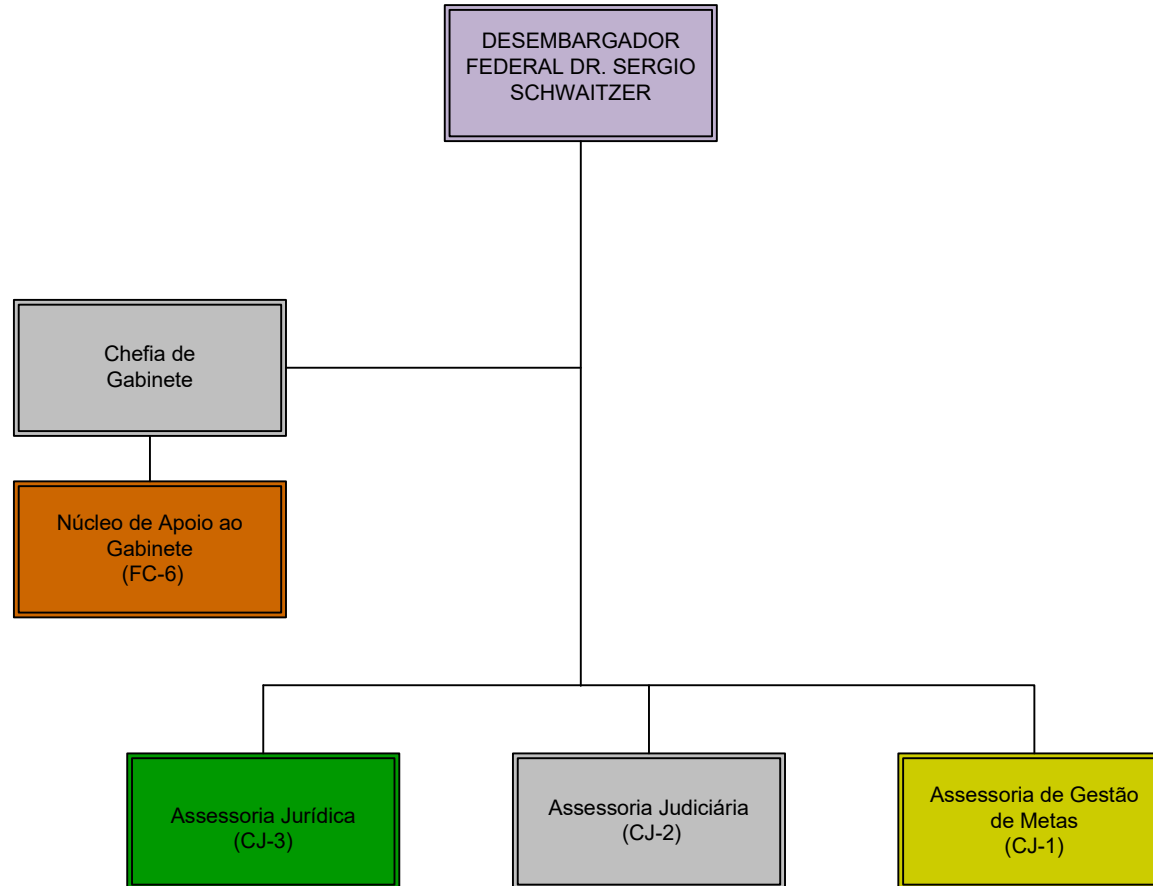 DESEMBARGADOR
FEDERAL DR. SERGIO
SCHWAITZER
Chefia de
Gabinete
Núcleo de Apoio ao
Gabinete
(FC-6)
Assessoria Jurídica
(CJ-3)
Assessoria Judiciária
(CJ-2)
Assessoria de Gestão
de Metas
(CJ-1)